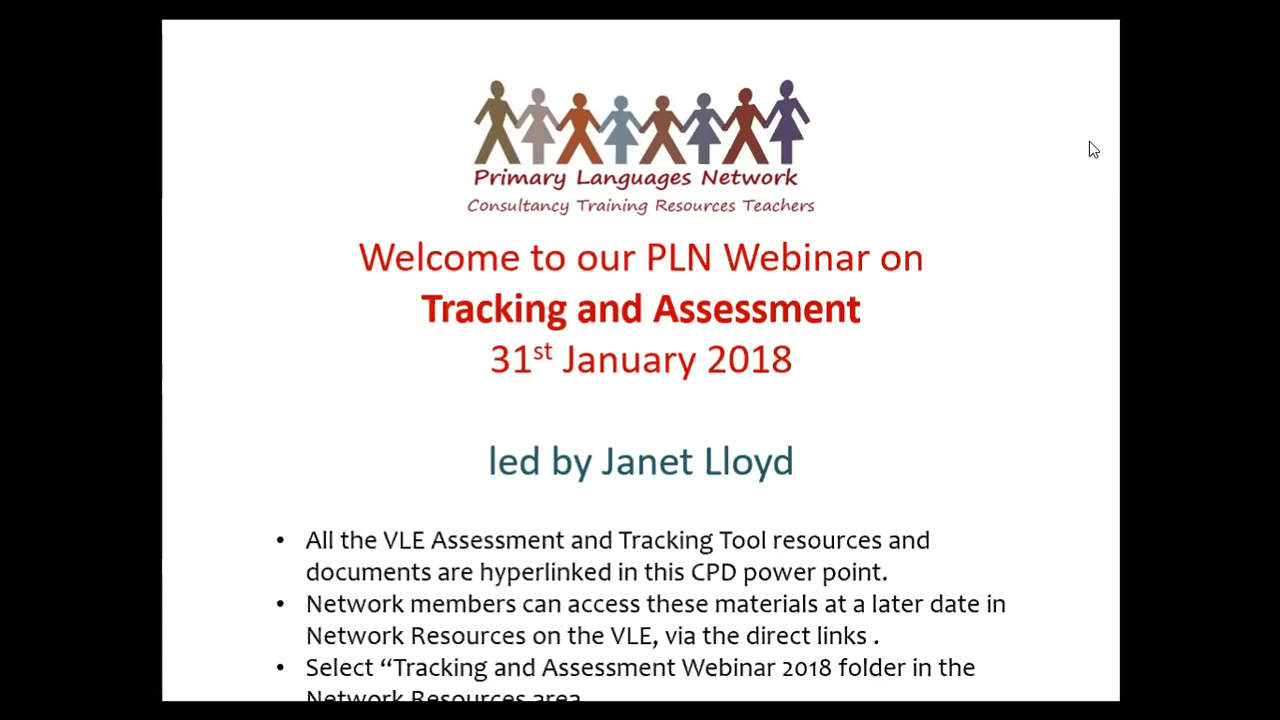 Primary Languages Network
Consultancy Training Resources Teachers
Welcome to our PLN Webinar on
Tracking and Assessment
31st January 2018
led by Janet Lloyd
• All the VLE Assessment and Tracking Tool resources and
documents are hyperlinked in this CPD power point.
• Network members can access these materials at a later date in
Network Resources on the VLE, via the direct links .
• Select “Tracking and Assessment Webinar 2018 folder in the
Network Resources area